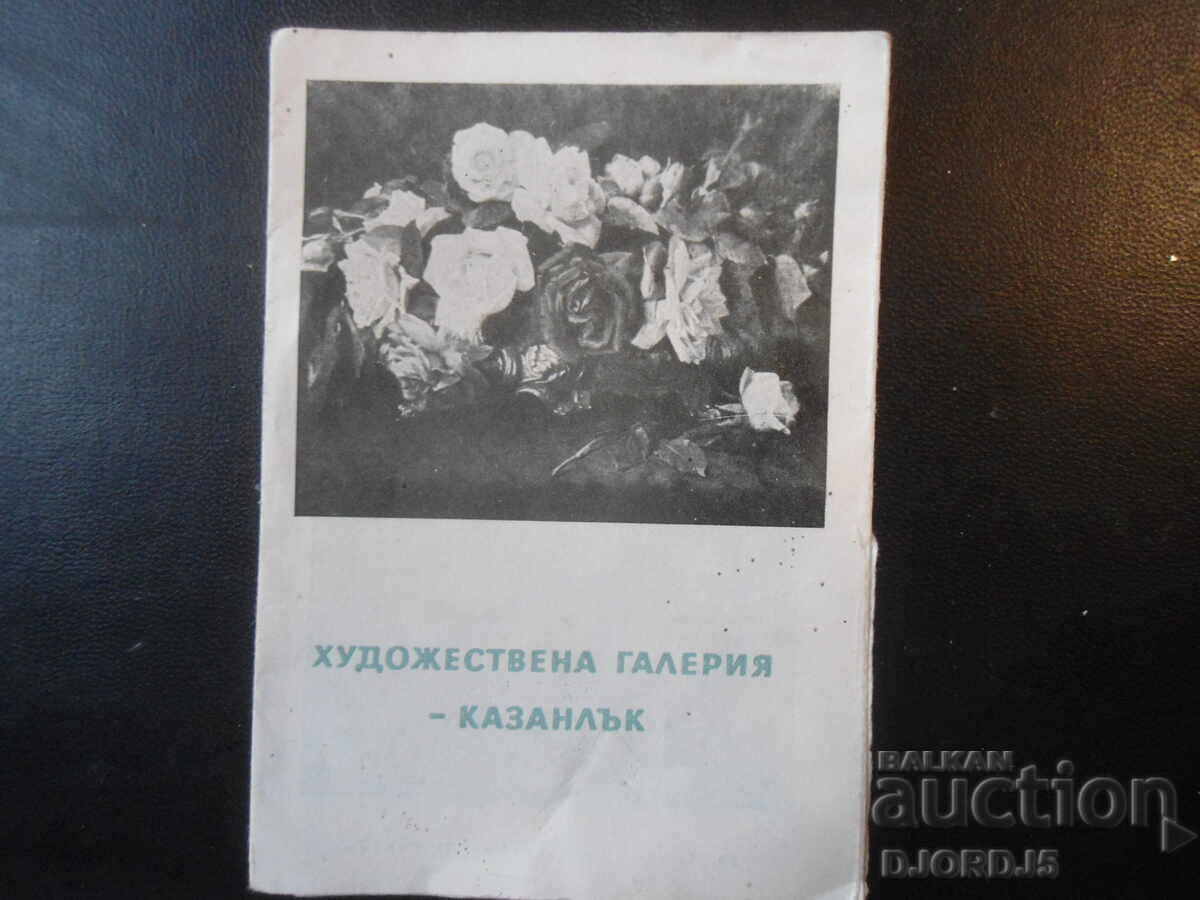 ХУДОЖЕСТВЕНА ГАЛЕРИЯ
– КАЗАНЛЪК
BALKAN
auction
DJORDJ5